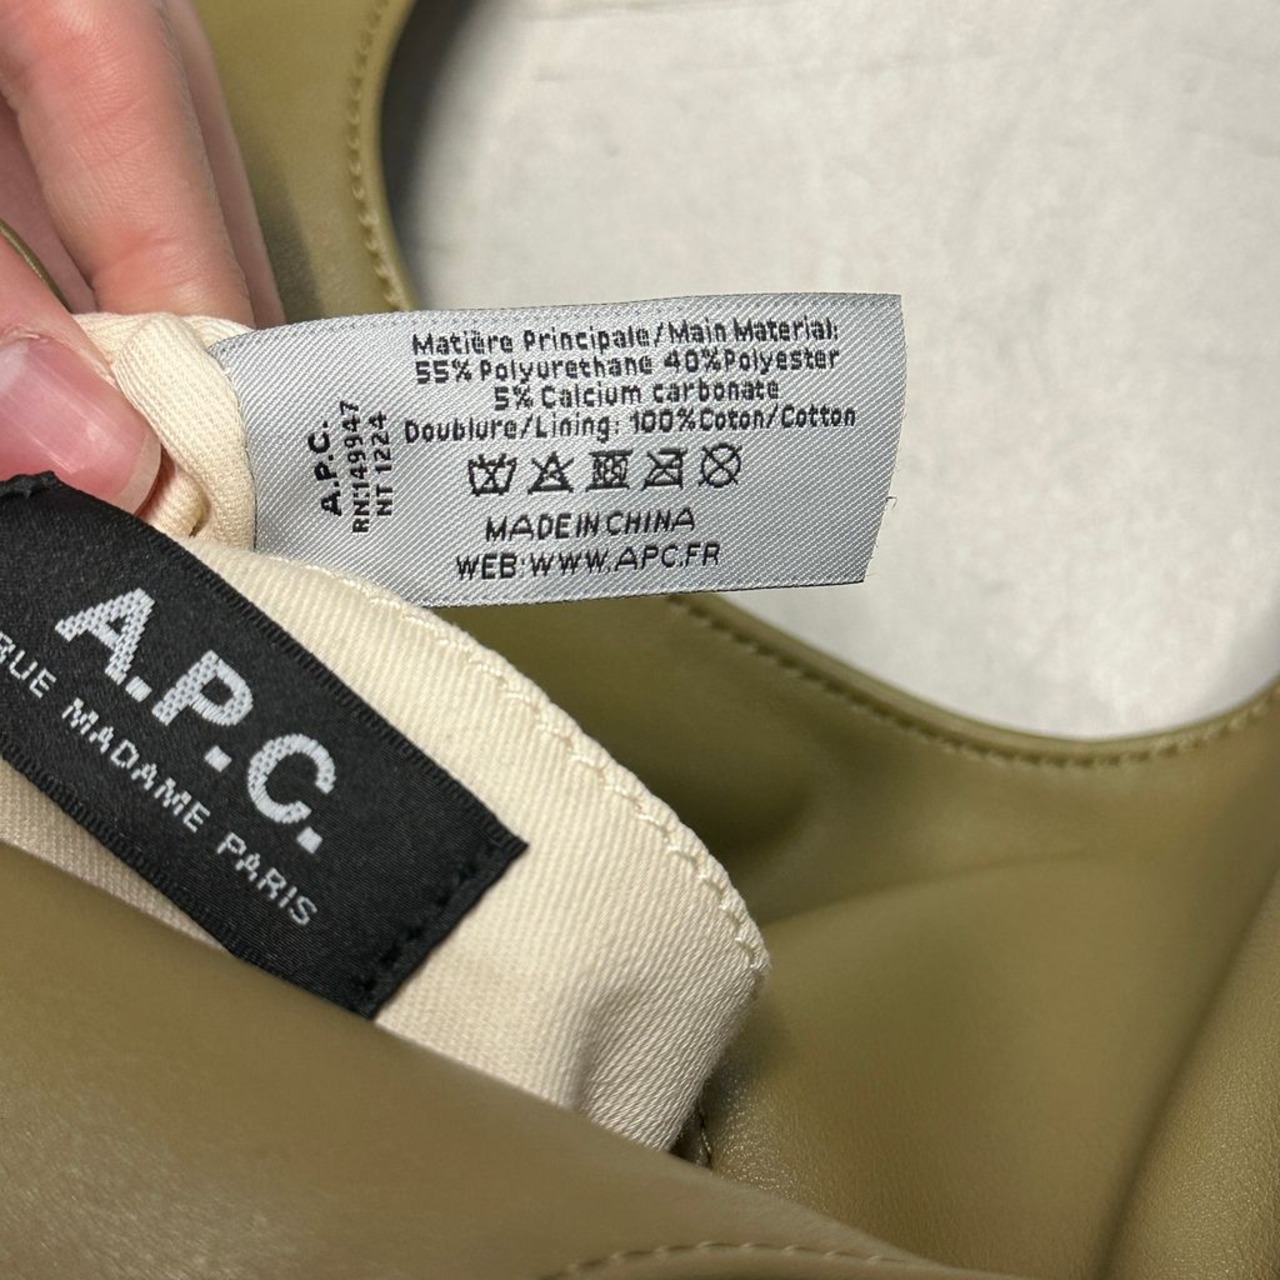 Matière Principale/Main Material:
55% Polyurethane 40%Polyester
5% Calcium carbonate
Doublure/Lining: 100%Coton/Cotton
MADE IN CHINA
WEB:WWW.APC.FR
A.P.C.
RN:149947
NT 1224
A.P.C.
RUE MADAME PARIS